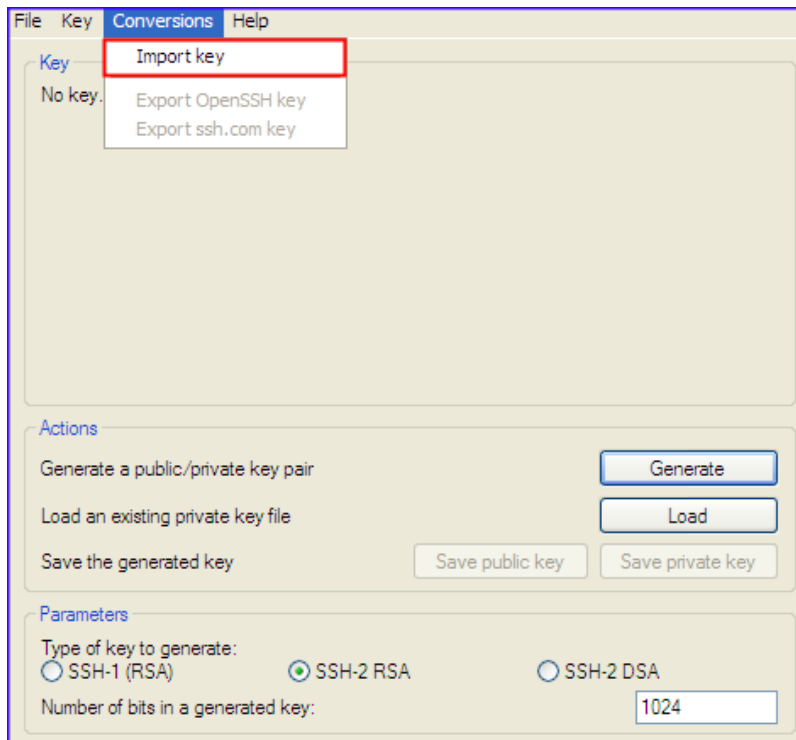 File Key Conversions Help
Import key
Key
No key.
Export OpenSSH key
Export ssh.com key
Actions
Generate a public/private key pair Generate
Load an existing private key file Load
Save the generated key Save public key Save private key
Parameters
Type of key to generate:
SSH-1 (RSA) SSH-2 RSA SSH-2 DSA
Number of bits in a generated key: 1024